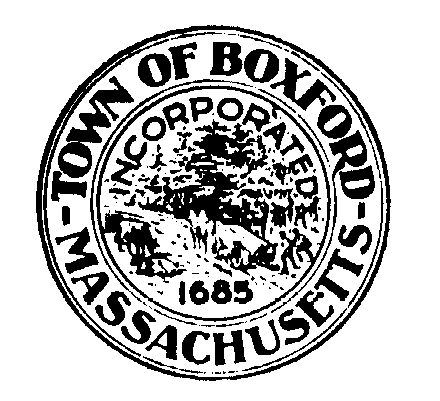 -TOWN OF BOXFORD-
MASSACHUSETTS
INCORPORATED
1685